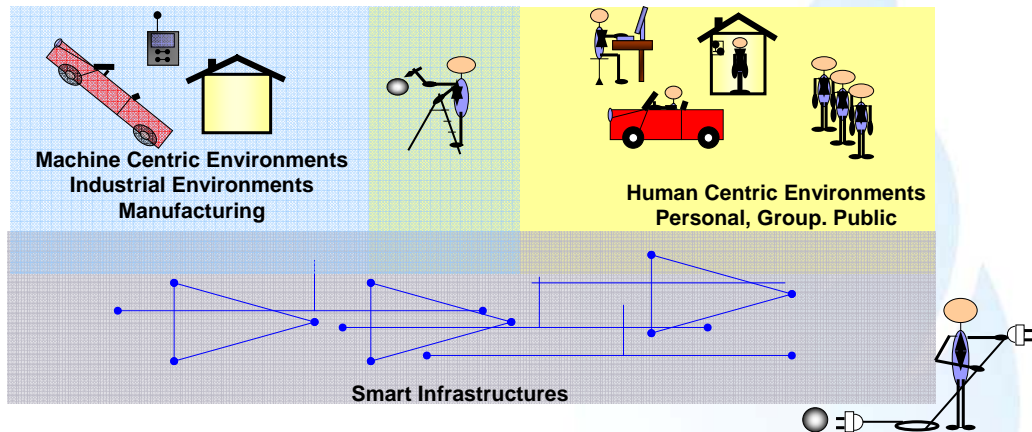 Machine Centric Environments
Industrial Environments
Manufacturing
Human Centric Environments
Personal, Group. Public
Smart Infrastructures